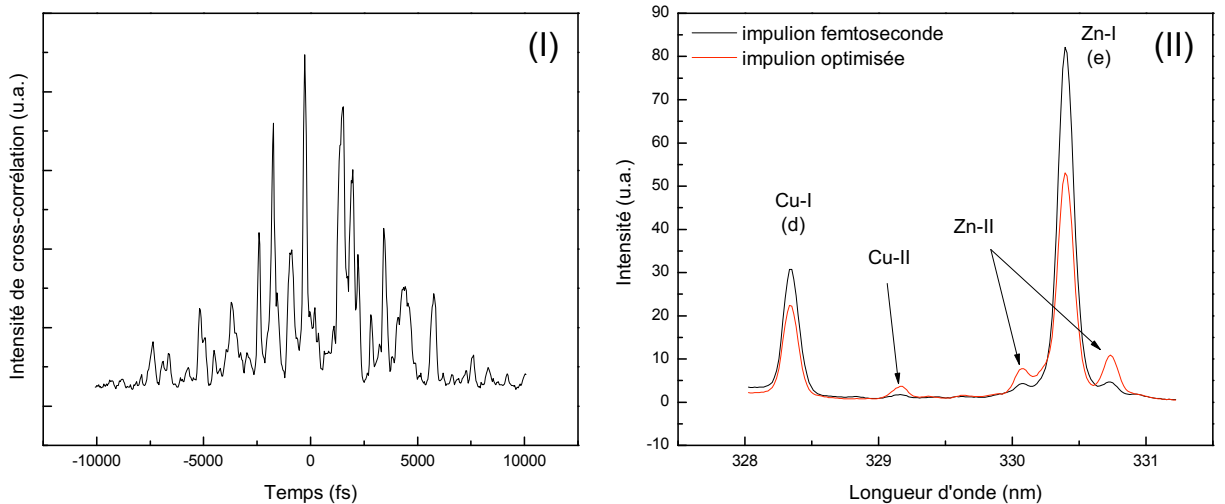 (I)
Intensité de cross-corrélation (u.a.)
-10000
-5000
0
5000
10000
Temps (fs)
(II)
impulion femtoseconde
impulion optimisée
Zn-I
(e)
Cu-I
(d)
Cu-II
Zn-II
Intensité (u.a.)
90
80
70
60
50
40
30
20
10
0
-10
328
329
330
331
Longueur d'onde (nm)